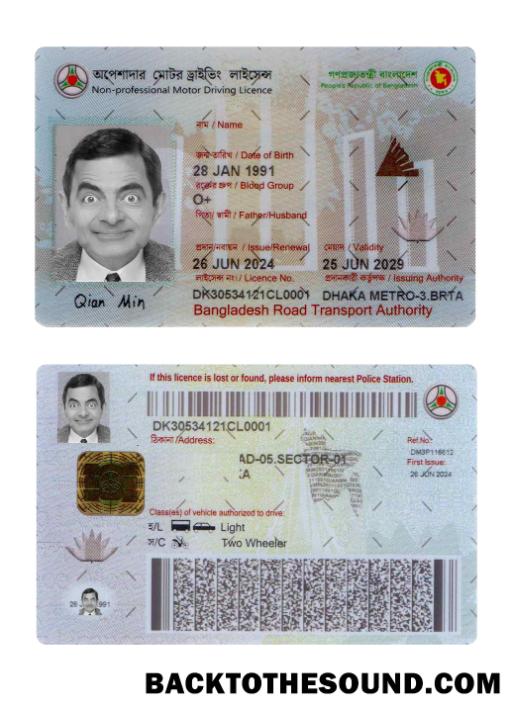 অপেশাদার মোটর ড্রাইভিং লাইসেন্স
Non-professional Motor Driving Licence
গণপ্রজাতন্ত্রী বাংলাদেশ
People's Republic of Bangladesh
নাম / Name
জন্ম তারিখ / Date of Birth
28 JAN 1991
রক্তের গ্রুপ / Blood Group
O+
পিতা/ স্বামী / Father/Husband
প্রদান/নবায়ন / Issue/Renewal
মেয়াদ / Validity
26 JUN 2024
25 JUN 2029
লাইসেন্স নং/ Licence No.
প্রদানকারী কর্তৃপক্ষ / Issuing Authority
DK30534121CL0001
DHAKA METRO-3.BRTA
Bangladesh Road Transport Authority
Qian Min
If this licence is lost or found, please inform nearest Police Station.
DK30534121CL0001
ঠিকানা /Address:
AD-05.SECTOR-01
:A
Ref.No:
DM3P116612
First Issue:
26 JUN 2024
Class(es) of vehicle authorized to drive:
হ/L Light
ম/C Two Wheeler
26 991
BACKTOTHESOUND.COM